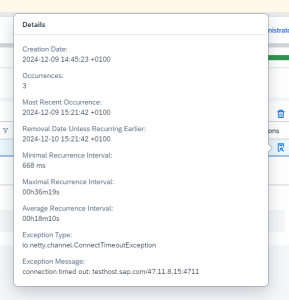 Details
nistrato
Creation Date:
2024-12-09 14:45:23 +0100
Occurrences:
3
Most Recent Occurrence:
2024-12-09 15:21:42 +0100
Removal Date Unless Recurring Earlier:
2024-12-10 15:21:42 +0100
ons
Minimal Recurrence Interval:
668 ms
Maximal Recurrence Interval:
00h36m19s
Average Recurrence Interval:
00h18m10s
Exception Type:
io.netty.channel.ConnectTimeoutException
Exception Message:
connection timed out: testhost.sap.com/47.11.8.15:4711